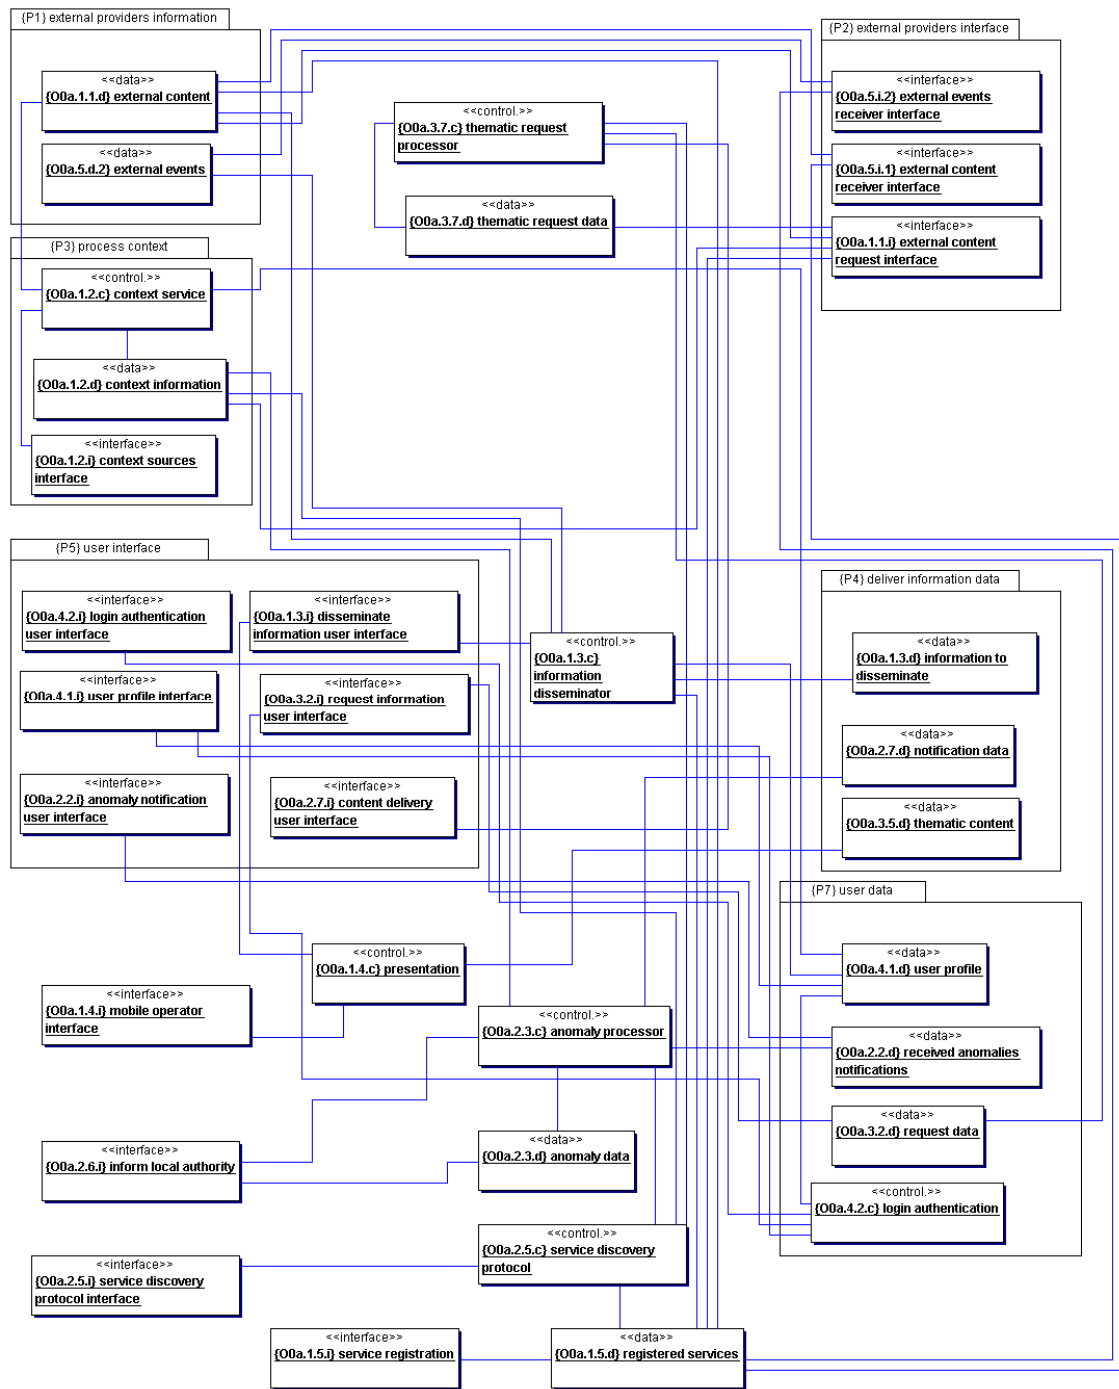 {P1} external providers information
<<data>>
{O0a.1.1.d} external content
<<data>>
{O0a.5.d.2} external events
{P2} external providers interface
<<interface>>
{O0a.5.i.2} external events
receiver interface
<<interface>>
{O0a.5.i.1} external content
receiver interface
<<interface>>
{O0a.1.1.i} external content
request interface
<<control.>>
{O0a.3.7.c} thematic request
processor
<<data>>
{O0a.3.7.d} thematic request data
{P3} process context
<<control.>>
{O0a.1.2.c} context service
<<data>>
{O0a.1.2.d} context information
<<interface>>
{O0a.1.2.i} context sources
interface
{P5} user interface
<<interface>>
{O0a.4.2.i} login authentication
user interface
<<interface>>
{O0a.1.3.i} disseminate
information user interface
<<interface>>
{O0a.4.1.i} user profile interface
<<interface>>
{O0a.3.2.i} request information
user interface
<<interface>>
{O0a.2.2.i} anomaly notification
user interface
<<interface>>
{O0a.2.7.i} content delivery
user interface
<<control.>>
{O0a.1.3.c}
information
disseminator
{P4} deliver information data
<<data>>
{O0a.1.3.d} information to
disseminate
<<data>>
{O0a.2.7.d} notification data
<<data>>
{O0a.3.5.d} thematic content
{P7} user data
<<data>>
{O0a.4.1.d} user profile
<<data>>
{O0a.2.2.d} received anomalies
notifications
<<data>>
{O0a.3.2.d} request data
<<control.>>
{O0a.4.2.c} login authentication
<<control.>>
{O0a.1.4.c} presentation
<<interface>>
{O0a.1.4.i} mobile operator
interface
<<control.>>
{O0a.2.3.c} anomaly processor
<<interface>>
{O0a.2.6.i} inform local authority
<<data>>
{O0a.2.3.d} anomaly data
<<control.>>
{O0a.2.5.c} service discovery
protocol
<<interface>>
{O0a.2.5.i} service discovery
protocol interface
<<interface>>
{O0a.1.5.i} service registration
<<data>>
{O0a.1.5.d} registered services